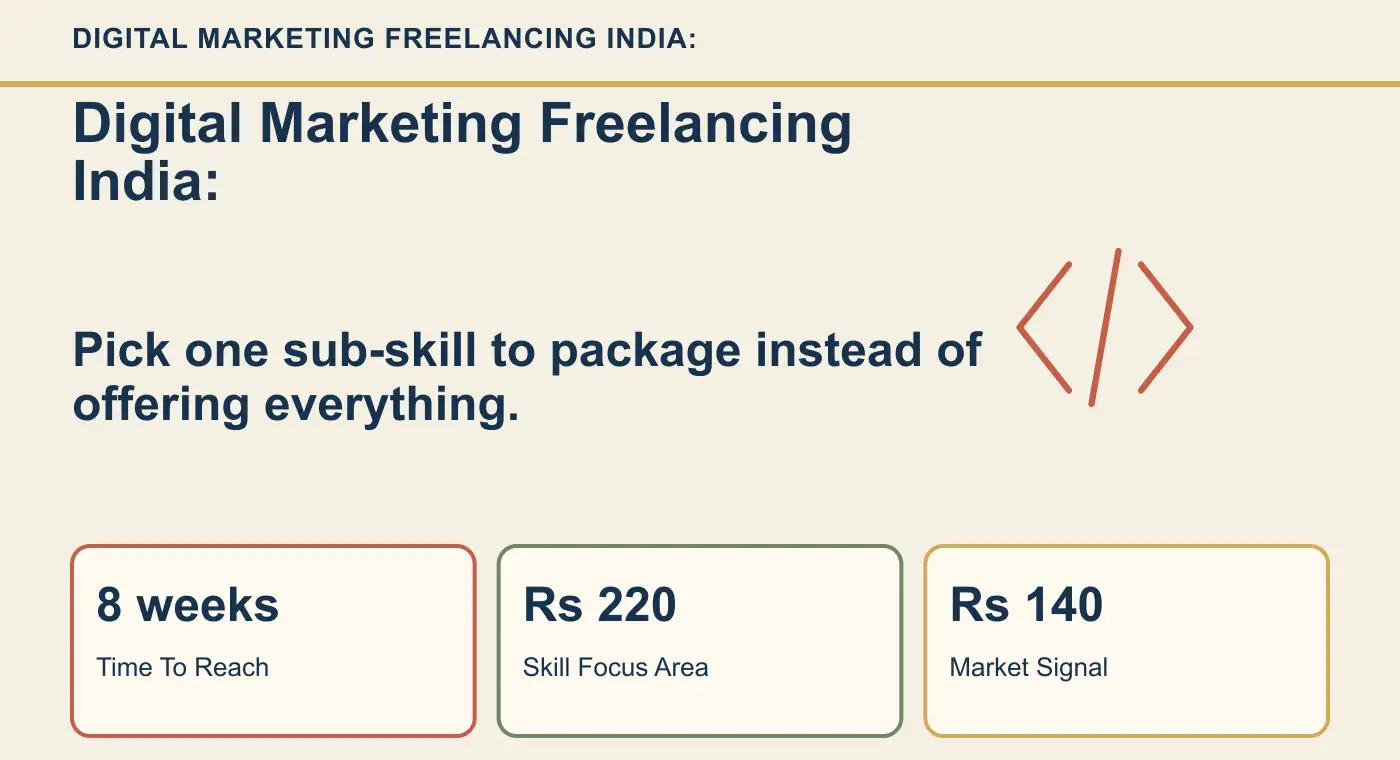 DIGITAL MARKETING FREELANCING INDIA:
Digital Marketing Freelancing
India:
Pick one sub-skill to package instead of
offering everything.
8 weeks
Time To Reach
Rs 220
Skill Focus Area
Rs 140
Market Signal